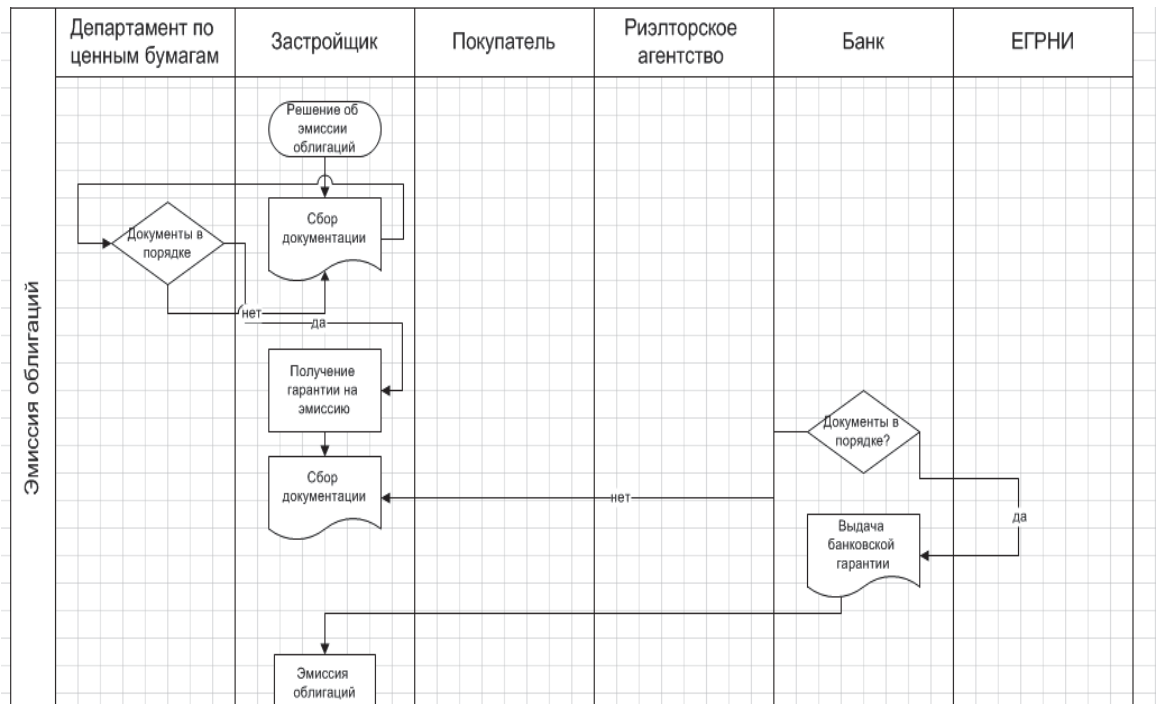 Департамент по
ценным бумагам
Застройщик
Покупатель
Риэлторское
агентство
Банк
ЕГРНИ
Эмиссия облигаций
Решение об
эмиссии
облигаций
Сбор
документации
Документы в
порядке
нет
да
Получение
гарантии на
эмиссию
Документы в
порядке?
Сбор
документации
нет
да
Выдача
банковской
гарантии
Эмиссия
облигаций